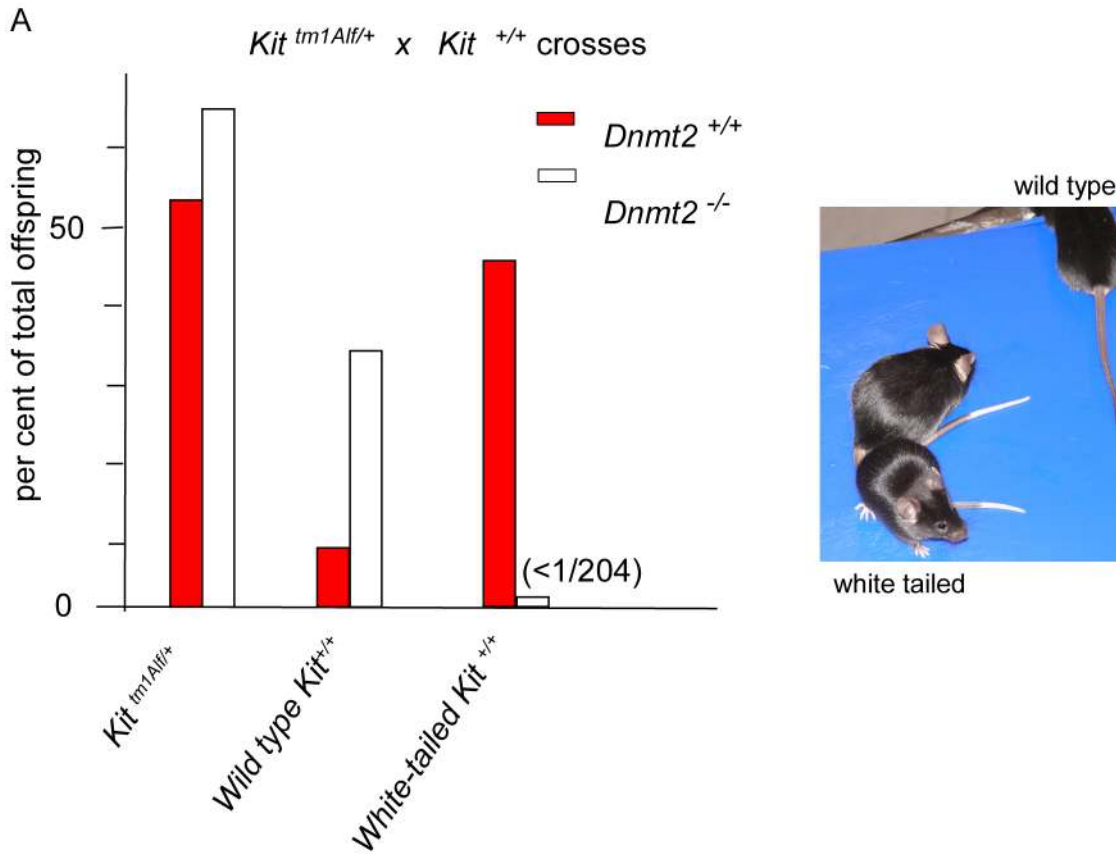 A
Kit tm1Alf/+ x Kit +/+ crosses
Dnmt2 +/+
Dnmt2 -/-
per cent of total offspring
50
0
(<1/204)
Kit tm1Alf/+
Wild type Kit+/+
White-tailed Kit +/+
wild type
white tailed